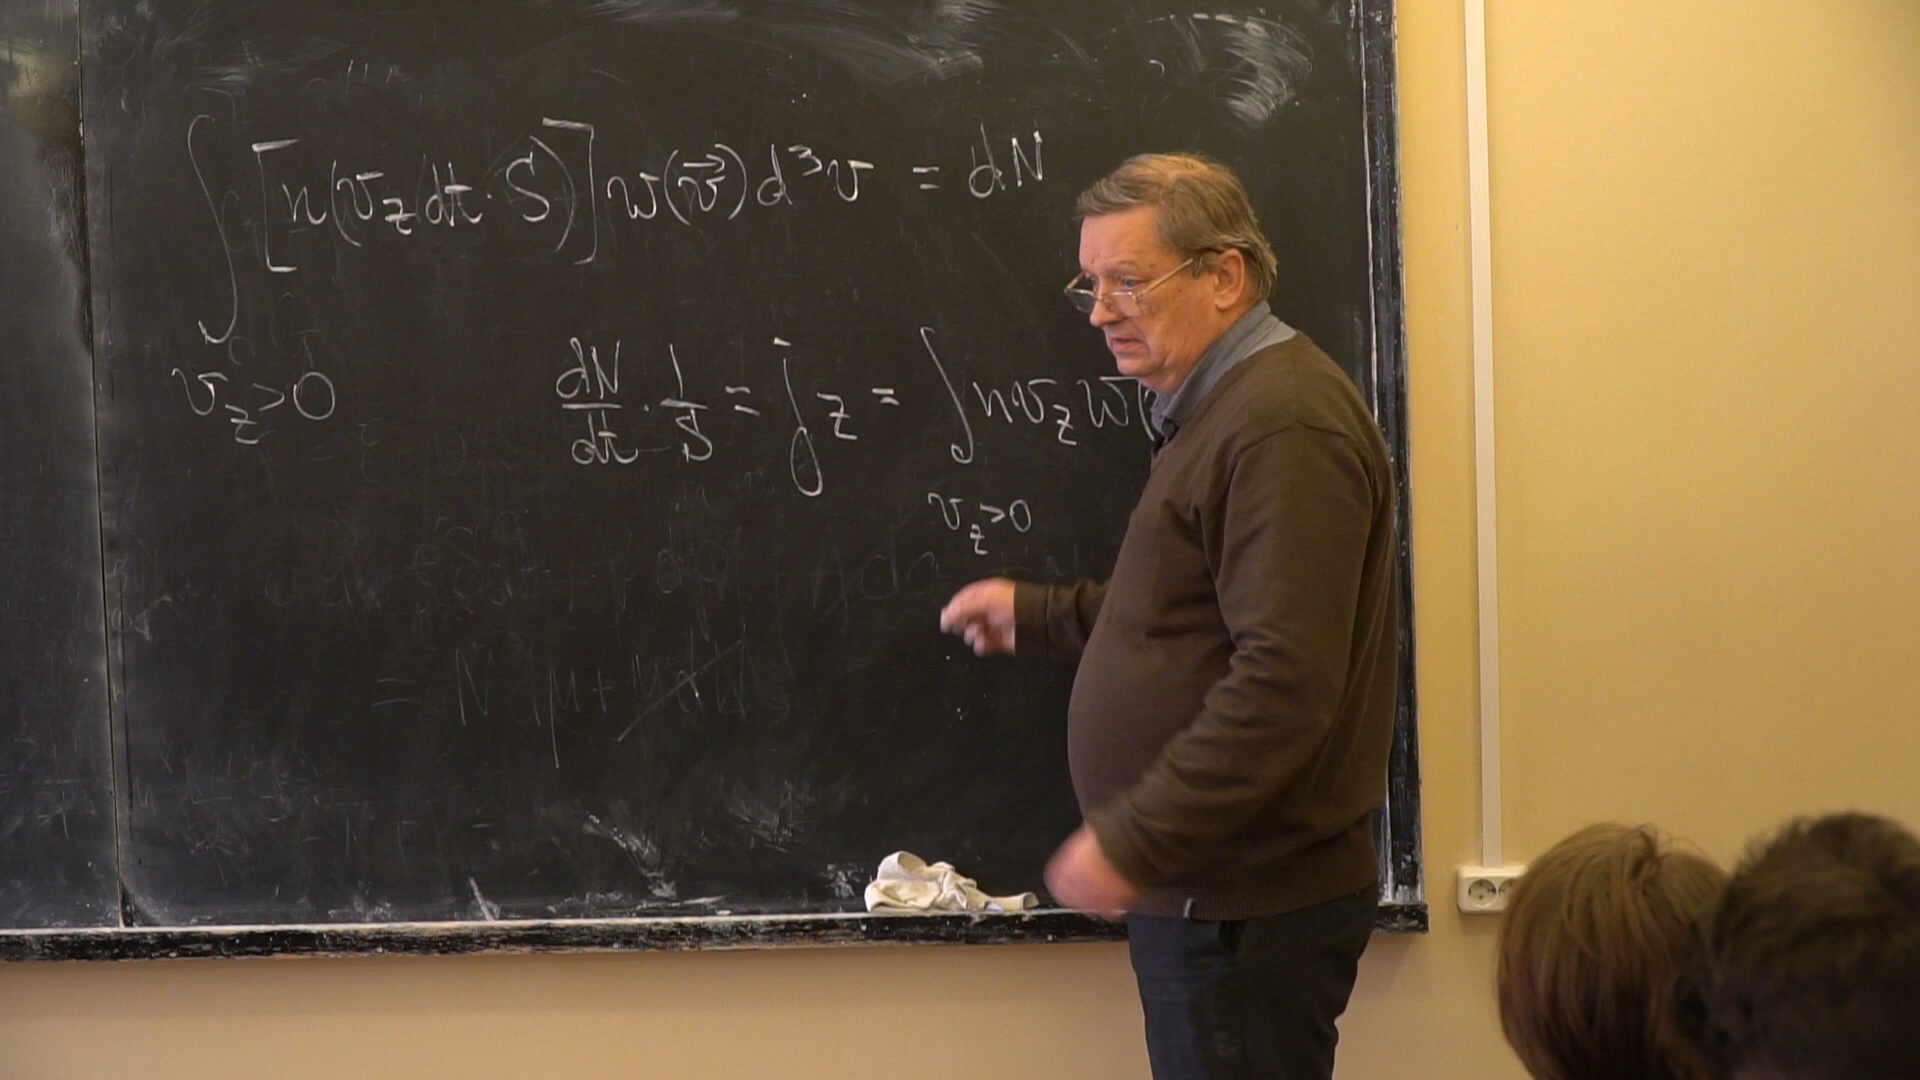 ∫ [n(v_z dt · S)] w(v⃗) d³v = dN
v_z > 0
dN/dt · 1/S = j_z = ∫ n v_z w(
v_z > 0